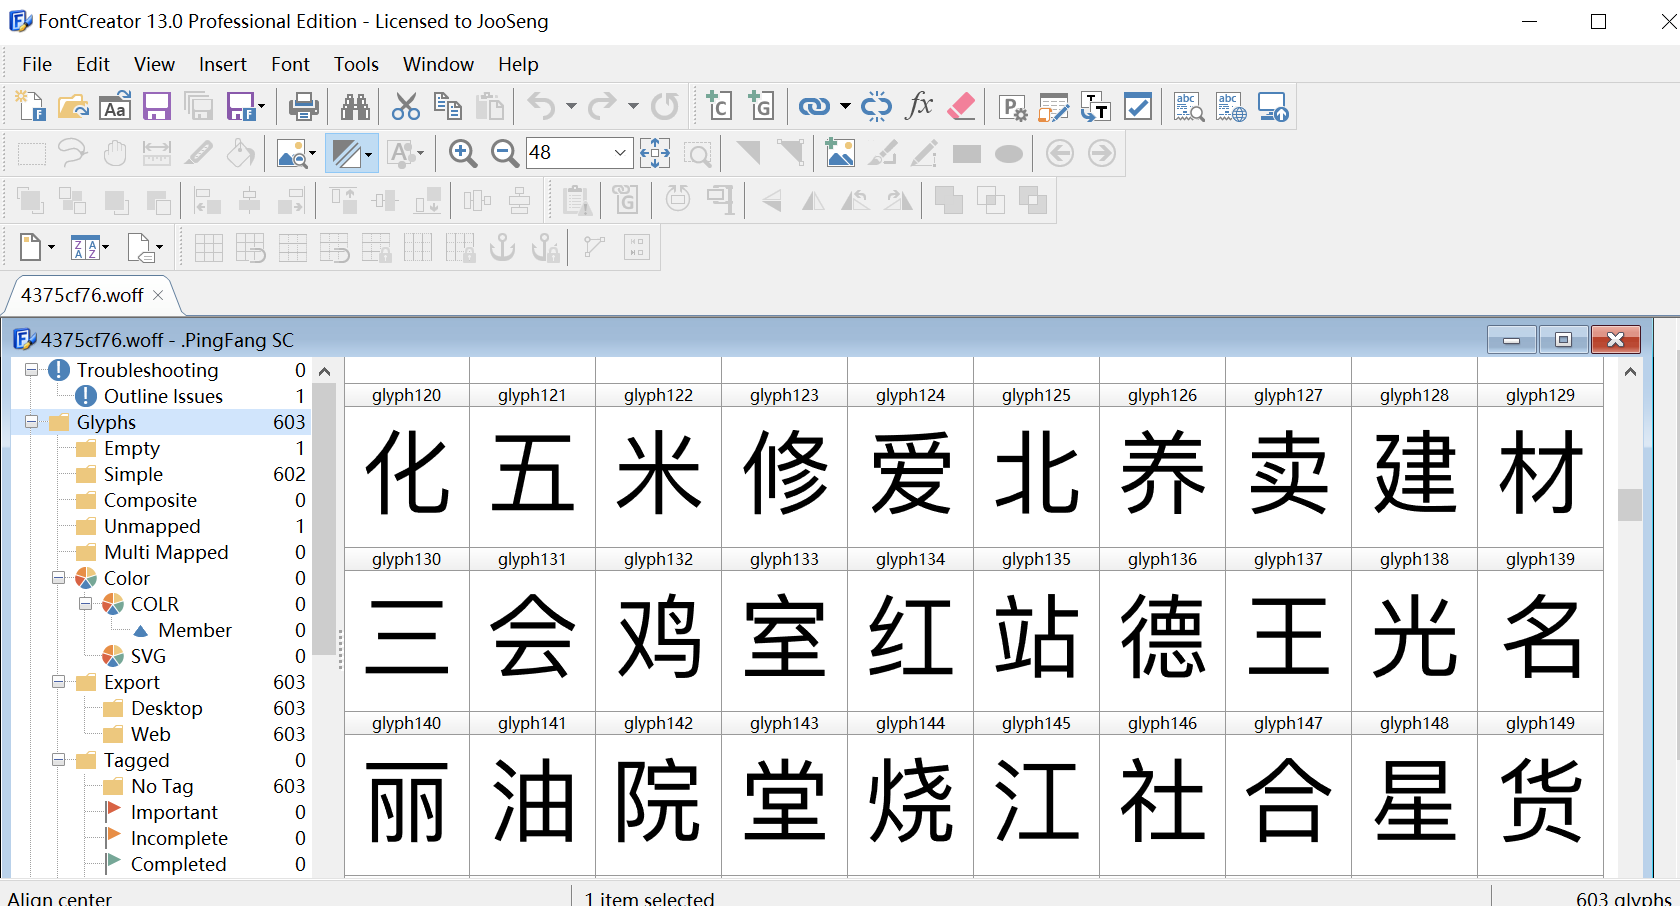 FontCreator 13.0 Professional Edition - Licensed to JooSeng
File Edit View Insert Font Tools Window Help
48
4375cf76.woff
4375cf76.woff - .PingFang SC
Troubleshooting 0
Outline Issues 1
Glyphs 603
Empty 1
Simple 602
Composite 0
Unmapped 1
Multi Mapped 0
Color 0
COLR 0
Member 0
SVG 0
Export 603
Desktop 603
Web 603
Tagged 0
No Tag 603
Important 0
Incomplete 0
Completed 0
glyph120 glyph121 glyph122 glyph123 glyph124 glyph125 glyph126 glyph127 glyph128 glyph129
化 五 米 修 爱 北 养 卖 建 材
glyph130 glyph131 glyph132 glyph133 glyph134 glyph135 glyph136 glyph137 glyph138 glyph139
三 会 鸡 室 红 站 德 王 光 名
glyph140 glyph141 glyph142 glyph143 glyph144 glyph145 glyph146 glyph147 glyph148 glyph149
丽 油 院 堂 烧 江 社 合 星 货
Align center 1 item selected 603 glyphs